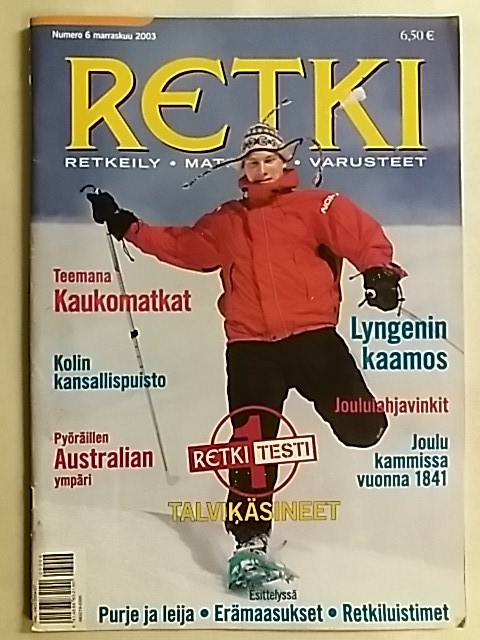 Numero 6 marraskuu 2003
6,50 €
RETKI
RETKEILY • MAT • VARUSTEET
Teemana
Kaukomatkat
Kolin
kansallispuisto
Pyöräillen
Australian
ympäri
Lyngenin
kaamos
Joululahjavinkit
Joulu
kammissa
vuonna 1841
1
RETKI TESTI
TALVIKÄSINEET
Esittelyssä
Purje ja leija • Erämaasukset • Retkiluistimet